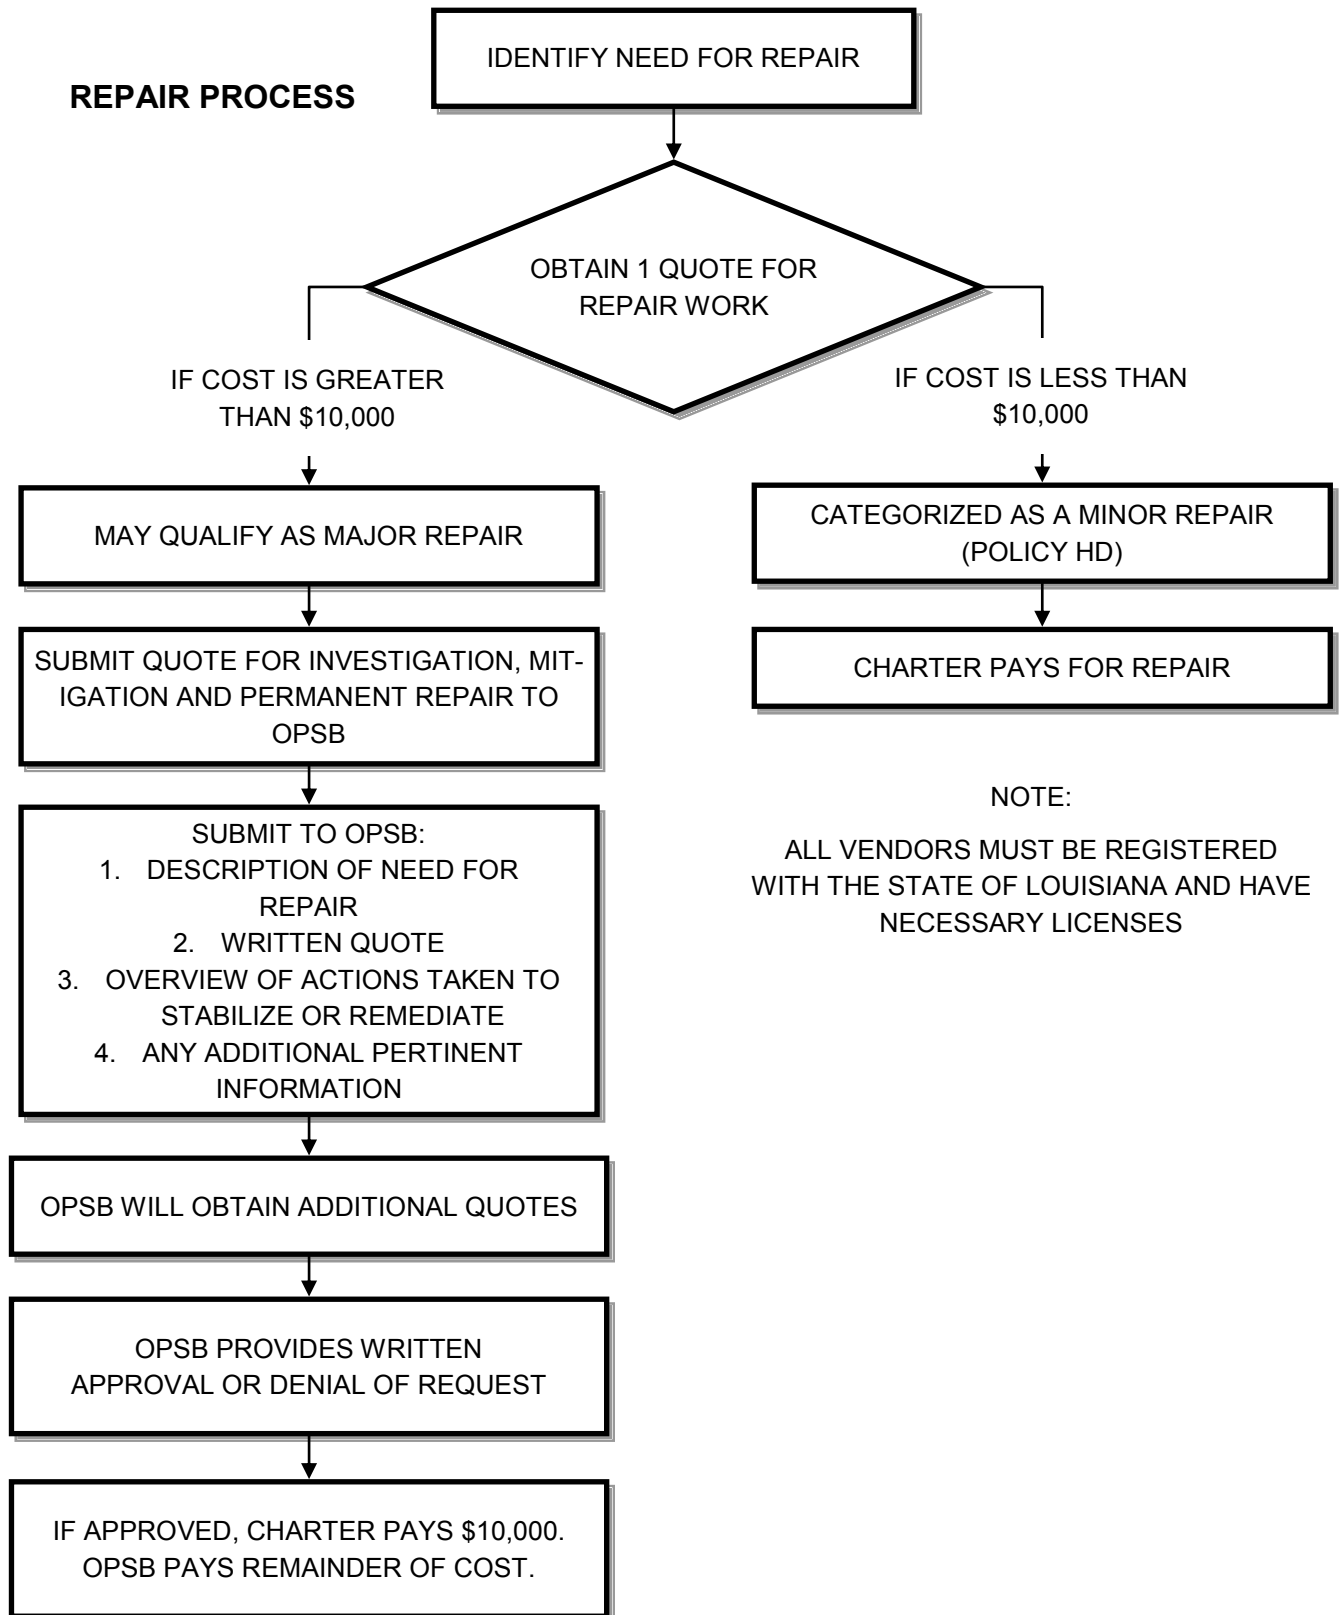 IDENTIFY NEED FOR REPAIR
REPAIR PROCESS
OBTAIN 1 QUOTE FOR
REPAIR WORK
IF COST IS GREATER
THAN $10,000
IF COST IS LESS THAN
$10,000
MAY QUALIFY AS MAJOR REPAIR
CATEGORIZED AS A MINOR REPAIR
(POLICY HD)
SUBMIT QUOTE FOR INVESTIGATION, MIT-
IGATION AND PERMANENT REPAIR TO
OPSB
CHARTER PAYS FOR REPAIR
NOTE:
ALL VENDORS MUST BE REGISTERED
WITH THE STATE OF LOUISIANA AND HAVE
NECESSARY LICENSES
SUBMIT TO OPSB:
1. DESCRIPTION OF NEED FOR
REPAIR
2. WRITTEN QUOTE
3. OVERVIEW OF ACTIONS TAKEN TO
STABILIZE OR REMEDIATE
4. ANY ADDITIONAL PERTINENT
INFORMATION
OPSB WILL OBTAIN ADDITIONAL QUOTES
OPSB PROVIDES WRITTEN
APPROVAL OR DENIAL OF REQUEST
IF APPROVED, CHARTER PAYS $10,000.
OPSB PAYS REMAINDER OF COST.